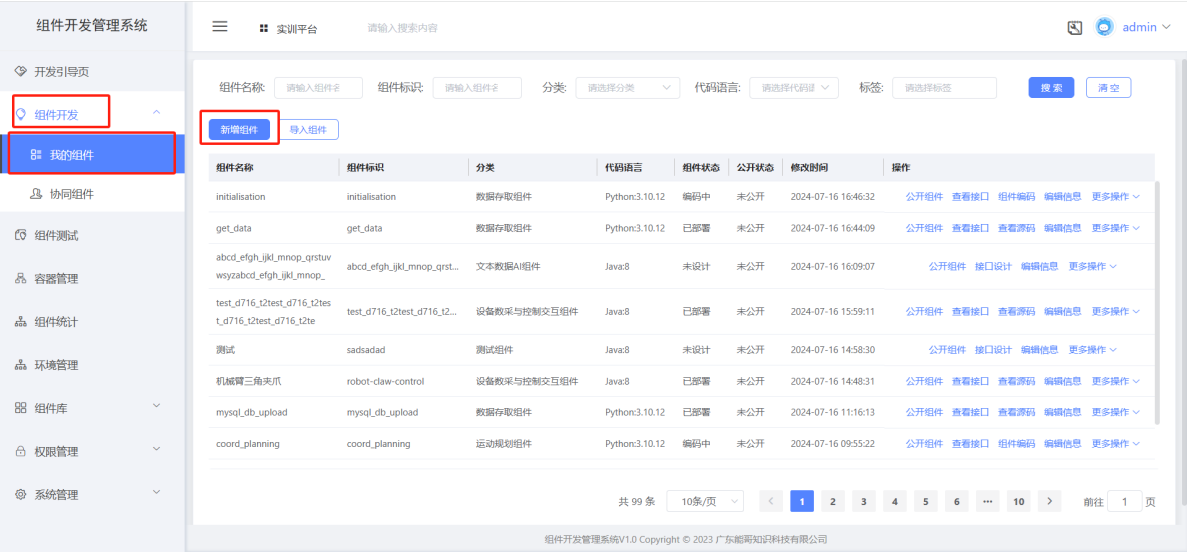 组件开发管理系统
实训平台
请输入搜索内容
admin
开发引导页
组件开发
我的组件
协同组件
组件测试
容器管理
组件统计
环境管理
组件库
权限管理
系统管理
组件名称: 请输入组件名 组件标识: 请输入组件名 分类: 请选择分类 代码语言: 请选择代码语 标签: 请选择标签 搜索 清空
新增组件 导入组件
组件名称 组件标识 分类 代码语言 组件状态 公开状态 修改时间 操作
initialisation initialisation 数据存取组件 Python:3.10.12 编码中 未公开 2024-07-16 16:46:32 公开组件 查看接口 组件编码 编辑信息 更多操作
get_data get_data 数据存取组件 Python:3.10.12 已部署 未公开 2024-07-16 16:44:09 公开组件 查看接口 查看源码 编辑信息 更多操作
abcd_efgh_ijkl_mnop_qrstuv
wsyzabcd_efgh_ijkl_mnop_ abcd_efgh_ijkl_mnop_qrst... 文本数据AI组件 Java:8 未设计 未公开 2024-07-16 16:09:07 公开组件 接口设计 编辑信息 更多操作
test_d716_t2test_d716_t2tes
t_d716_t2test_d716_t2te test_d716_t2test_d716_t2... 设备数采与控制交互组件 Java:8 已部署 未公开 2024-07-16 15:59:11 公开组件 查看接口 查看源码 编辑信息 更多操作
测试 sadsadad 测试组件 Java:8 未设计 未公开 2024-07-16 14:58:30 公开组件 接口设计 编辑信息 更多操作
机械臂三角夹爪 robot-claw-control 设备数采与控制交互组件 Java:8 已部署 未公开 2024-07-16 14:48:31 公开组件 查看接口 查看源码 编辑信息 更多操作
mysql_db_upload mysql_db_upload 数据存取组件 Python:3.10.12 已部署 未公开 2024-07-16 11:16:13 公开组件 查看接口 查看源码 编辑信息 更多操作
coord_planning coord_planning 运动规划组件 Python:3.10.12 编码中 未公开 2024-07-16 09:55:22 公开组件 查看接口 组件编码 编辑信息 更多操作
共 99 条 10条/页 1 2 3 4 5 6 ... 10 前往 1 页
组件开发管理系统V1.0 Copyright © 2023 广东能哥知识科技有限公司